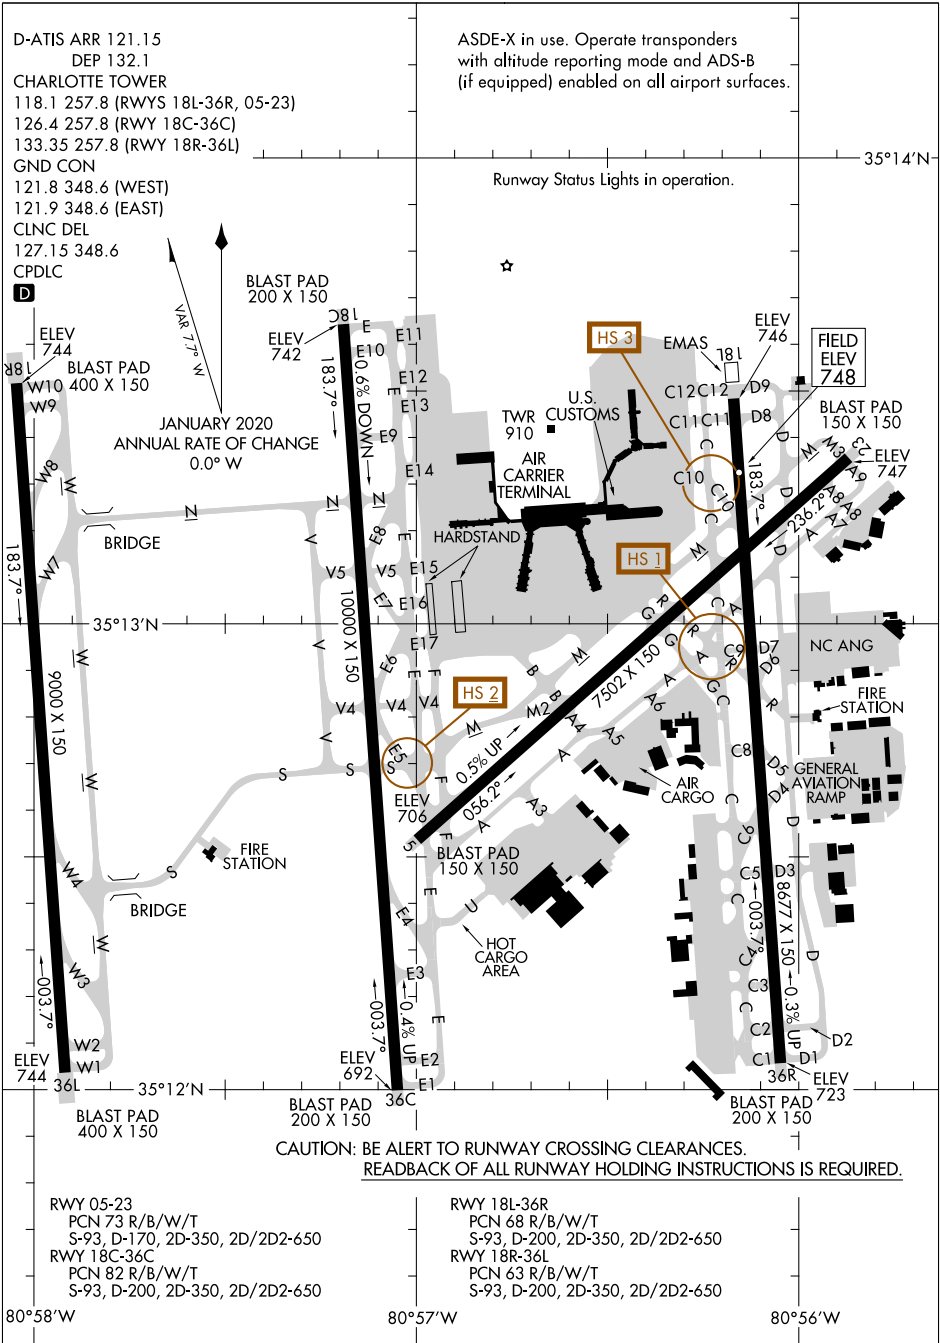 D-ATIS ARR 121.15
DEP 132.1
CHARLOTTE TOWER
118.1 257.8 (RWYS 18L-36R, 05-23)
126.4 257.8 (RWY 18C-36C)
133.35 257.8 (RWY 18R-36L)
GND CON
121.8 348.6 (WEST)
121.9 348.6 (EAST)
CLNC DEL
127.15 348.6
CPDLC
D
ASDE-X in use. Operate transponders
with altitude reporting mode and ADS-B
(if equipped) enabled on all airport surfaces.
35°14'N
Runway Status Lights in operation.
VAR 7.7° W
JANUARY 2020
ANNUAL RATE OF CHANGE
0.0° W
BLAST PAD
200 X 150
18C
E
E11
ELEV
742
E10
E12
E13
E9
E14
183.7°
0.6% DOWN
ELEV
744
18R
BLAST PAD
400 X 150
W10
W9
W8
W
W7
183.7°
N
N
N
BRIDGE
V
V5
V5
E8
E
E15
E7
E16
E17
E6
E
F
V
V4
V4
V4
V
10000 X 150
HS 3
EMAS
18L
ELEV
746
FIELD
ELEV
748
C12
C12
D9
C11
C11
D8
BLAST PAD
150 X 150
23
ELEV
747
M3
A9
M
D
C
C10
C10
C
183.7°
236.2°
A8
A8
A7
A
D
D
TWR
910
U.S.
CUSTOMS
AIR
CARRIER
TERMINAL
HARDSTAND
HS 1
M
R
G
G
R
R
A
C
A
C9
R
G
C
D7
D6
R
NC ANG
FIRE
STATION
35°13'N
W
9000 X 150
W
HS 2
M
B
B
M
M2
7502 X 150
A4
A
A5
A6
A
A
0.5% UP
056.2°
A3
A
E5
S
S
S
ELEV
706
5
F
F
BLAST PAD
150 X 150
AIR
CARGO
C8
C
C6
C5
C
C4
C3
C
C2
C1
D5
D4
D
D3
D
D2
D1
GENERAL
AVIATION
RAMP
8677 X 150
003.7°
0.3% UP
FIRE
STATION
S
BRIDGE
W4
W
W3
W2
W1
003.7°
ELEV
744
36L
BLAST PAD
400 X 150
E
E4
U
HOT
CARGO
AREA
E3
E
E2
E1
003.7°
0.4% UP
ELEV
692
36C
35°12'N
BLAST PAD
200 X 150
36R
ELEV
723
BLAST PAD
200 X 150
CAUTION: BE ALERT TO RUNWAY CROSSING CLEARANCES.
READBACK OF ALL RUNWAY HOLDING INSTRUCTIONS IS REQUIRED.
RWY 05-23
PCN 73 R/B/W/T
S-93, D-170, 2D-350, 2D/2D2-650
RWY 18C-36C
PCN 82 R/B/W/T
S-93, D-200, 2D-350, 2D/2D2-650
RWY 18L-36R
PCN 68 R/B/W/T
S-93, D-200, 2D-350, 2D/2D2-650
RWY 18R-36L
PCN 63 R/B/W/T
S-93, D-200, 2D-350, 2D/2D2-650
80°58'W
80°57'W
80°56'W